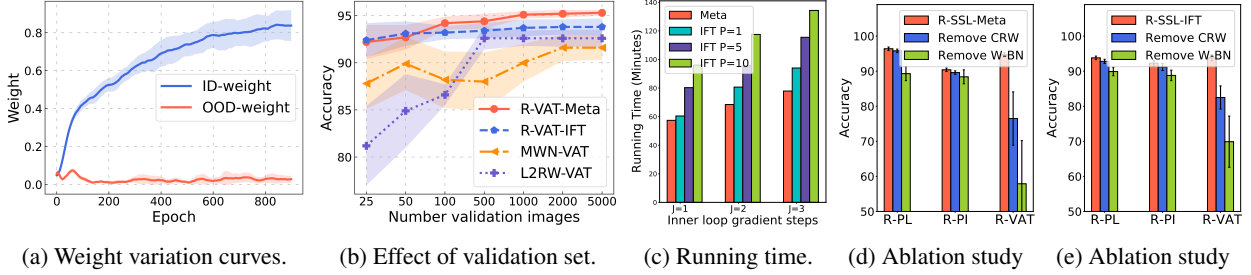 0.8
0.6
0.4
0.2
0.0
Weight
ID-weight
OOD-weight
0 200 400 600 800
Epoch
(a) Weight variation curves.
95
90
85
80
Accuracy
R-VAT-Meta
R-VAT-IFT
MWN-VAT
L2RW-VAT
25 50 100 500 1000 2000 5000
Number validation images
(b) Effect of validation set.
140
120
100
80
60
40
20
0
Running Time (Minutes)
Meta
IFT P=1
IFT P=5
IFT P=10
J=1 J=2 J=3
Inner loop gradient steps
(c) Running time.
110
100
90
80
70
60
50
Accuracy
R-SSL-Meta
Remove CRW
Remove W-BN
R-PL R-PI R-VAT
(d) Ablation study
110
100
90
80
70
60
50
Accuracy
R-SSL-IFT
Remove CRW
Remove W-BN
R-PL R-PI R-VAT
(e) Ablation study